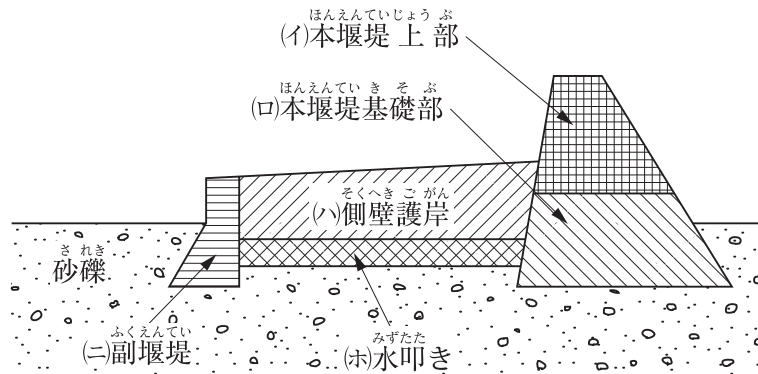 ほんえんていじょうぶ
(イ)本堰堤上部
ほんえんていきそぶ
(ロ)本堰堤基礎部
そくへきごがん
(ハ)側壁護岸
されき
砂礫
ふくえんてい
(ニ)副堰堤
みずたた
(ホ)水叩き